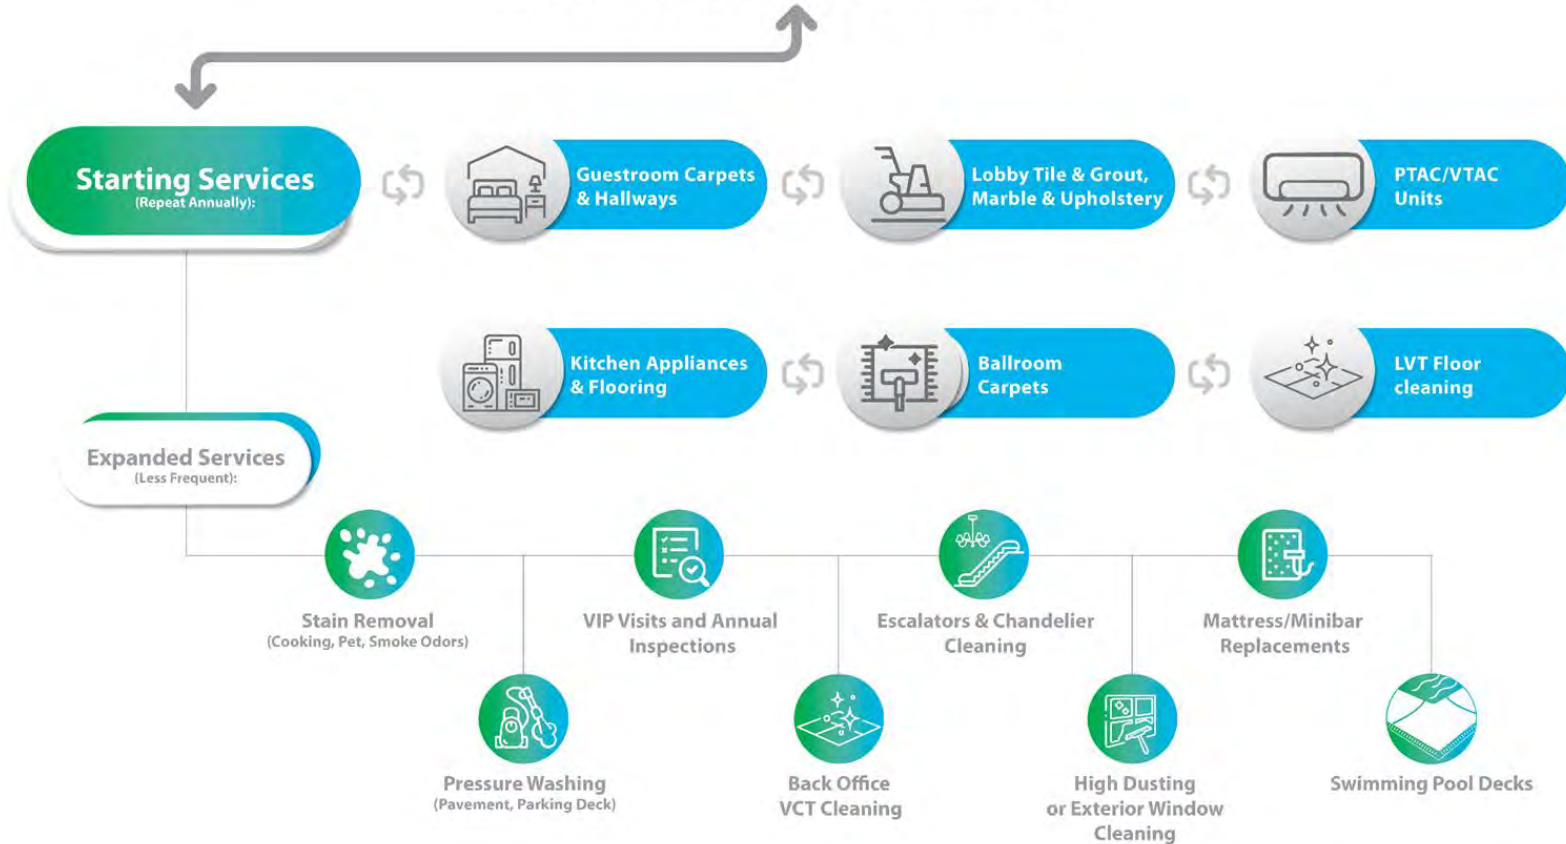 Starting Services
(Repeat Annually):
Guestroom Carpets
& Hallways
Lobby Tile & Grout,
Marble & Upholstery
PTAC/VTAC
Units
Kitchen Appliances
& Flooring
Ballroom
Carpets
LVT Floor
cleaning
Expanded Services
(Less Frequent):
Stain Removal
(Cooking, Pet, Smoke Odors)
VIP Visits and Annual
Inspections
Escalators & Chandelier
Cleaning
Mattress/Minibar
Replacements
Pressure Washing
(Pavement, Parking Deck)
Back Office
VCT Cleaning
High Dusting
or Exterior Window
Cleaning
Swimming Pool Decks